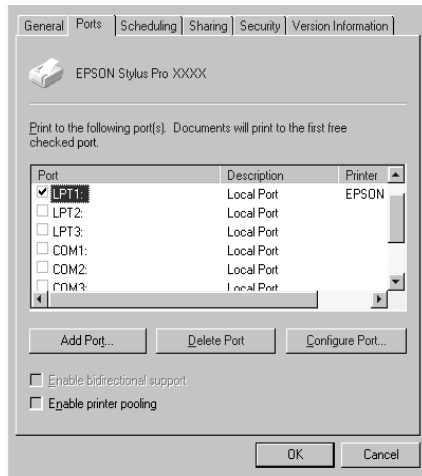 General Ports Scheduling Sharing Security Version Information
EPSON Stylus Pro XXXX
Print to the following port(s). Documents will print to the first free
checked port.
Port Description Printer
LPT1: Local Port EPSON
LPT2: Local Port
LPT3: Local Port
COM1: Local Port
COM2: Local Port
COM3: Local Port
Add Port... Delete Port Configure Port...
Enable bidirectional support
Enable printer pooling
OK Cancel